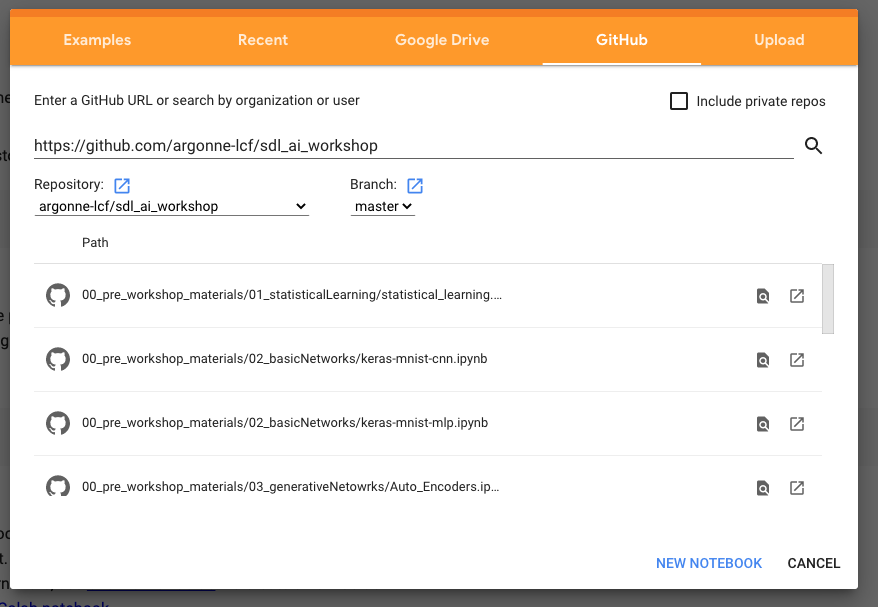 Examples Recent Google Drive GitHub Upload
Enter a GitHub URL or search by organization or user
Include private repos
https://github.com/argonne-lcf/sdl_ai_workshop
Repository: Branch:
argonne-lcf/sdl_ai_workshop master
Path
00_pre_workshop_materials/01_statisticalLearning/statistical_learning.…
00_pre_workshop_materials/02_basicNetworks/keras-mnist-cnn.ipynb
00_pre_workshop_materials/02_basicNetworks/keras-mnist-mlp.ipynb
00_pre_workshop_materials/03_generativeNetowrks/Auto_Encoders.ip…
NEW NOTEBOOK CANCEL